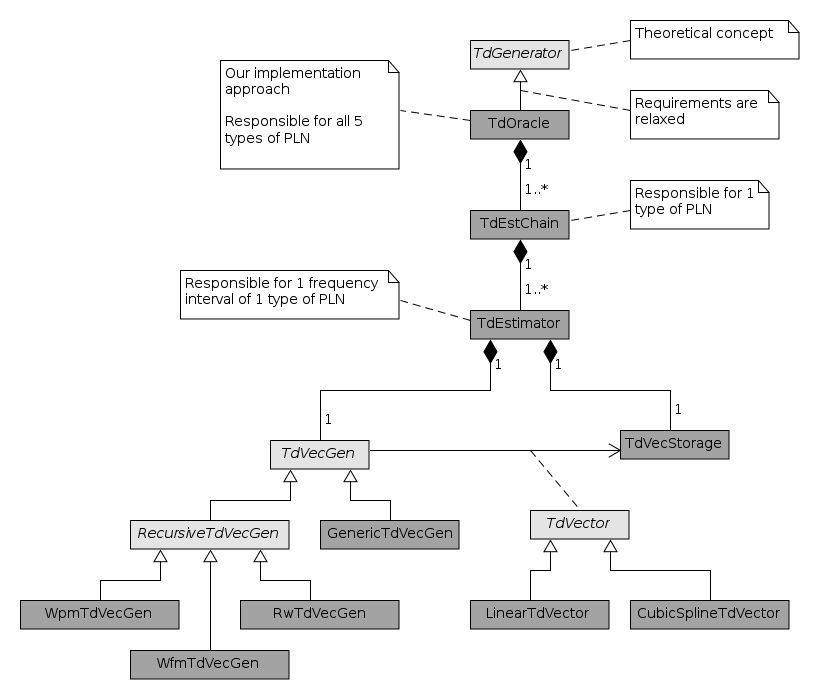 TdGenerator
Theoretical concept
Our implementation
approach
Responsible for all 5
types of PLN
Requirements are
relaxed
TdOracle
1
1..*
Responsible for 1
type of PLN
TdEstChain
1
1..*
Responsible for 1 frequency
interval of 1 type of PLN
TdEstimator
1
1
1
1
TdVecGen
TdVecStorage
RecursiveTdVecGen
GenericTdVecGen
TdVector
WpmTdVecGen
RwTdVecGen
LinearTdVector
CubicSplineTdVector
WfmTdVecGen